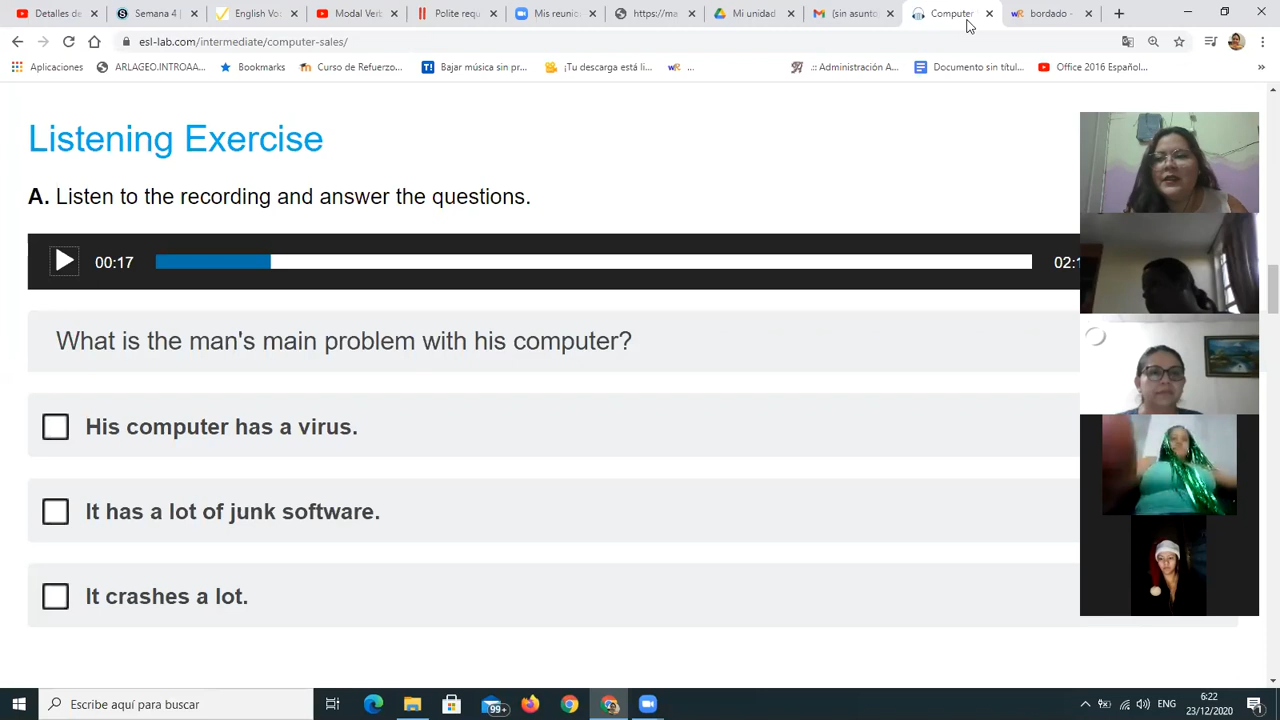 Detalles de
Semana 4
English Voc
Modal Verb
Polite requ
Mis reunio
https://ma
Mi unidad
(sin asunto
Computer
bordado -
esl-lab.com/intermediate/computer-sales/
Aplicaciones
ARLAGEO.INTROAA...
Bookmarks
Curso de Refuerzo...
Bajar música sin pr...
¡Tu descarga está li...
wR ...
.:: Administración A...
Documento sin títul...
Office 2016 Español...
Listening Exercise
A. Listen to the recording and answer the questions.
00:17
02:1
What is the man's main problem with his computer?
His computer has a virus.
It has a lot of junk software.
It crashes a lot.
Escribe aquí para buscar
99+
ESP
6:22
23/12/2020